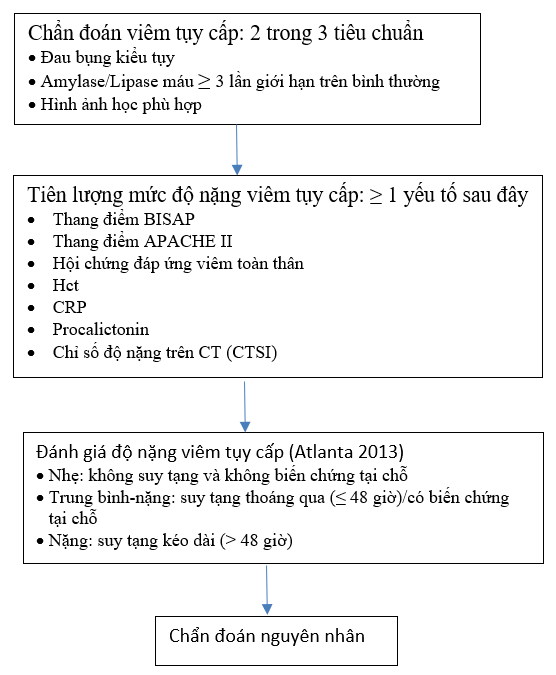 Chẩn đoán viêm tụy cấp: 2 trong 3 tiêu chuẩn
• Đau bụng kiểu tụy
• Amylase/Lipase máu ≥ 3 lần giới hạn trên bình thường
• Hình ảnh học phù hợp
Tiên lượng mức độ nặng viêm tụy cấp: ≥ 1 yếu tố sau đây
• Thang điểm BISAP
• Thang điểm APACHE II
• Hội chứng đáp ứng viêm toàn thân
• Hct
• CRP
• Procalictonin
• Chỉ số độ nặng trên CT (CTSI)
Đánh giá độ nặng viêm tụy cấp (Atlanta 2013)
• Nhẹ: không suy tạng và không biến chứng tại chỗ
• Trung bình-nặng: suy tạng thoáng qua (≤ 48 giờ)/có biến chứng
tại chỗ
• Nặng: suy tạng kéo dài (> 48 giờ)
Chẩn đoán nguyên nhân